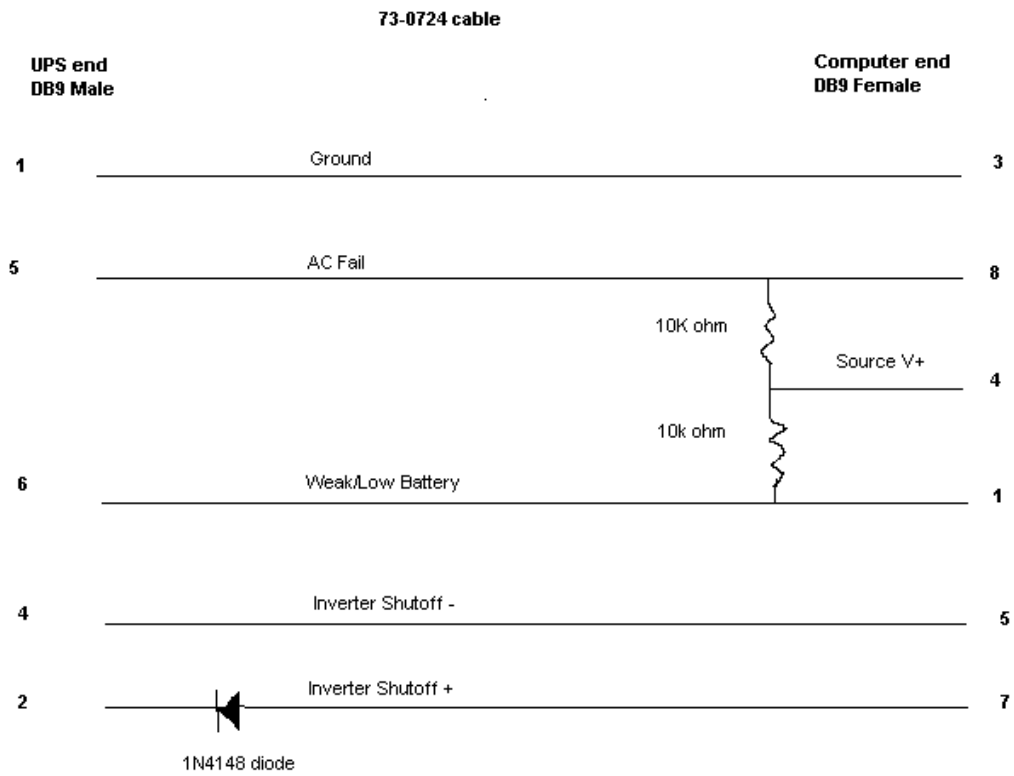 73-0724 cable
UPS end
DB9 Male
Computer end
DB9 Female
1
Ground
3
5
AC Fail
8
10K ohm
Source V+
4
10k ohm
6
Weak/Low Battery
1
4
Inverter Shutoff -
5
2
Inverter Shutoff +
7
1N4148 diode